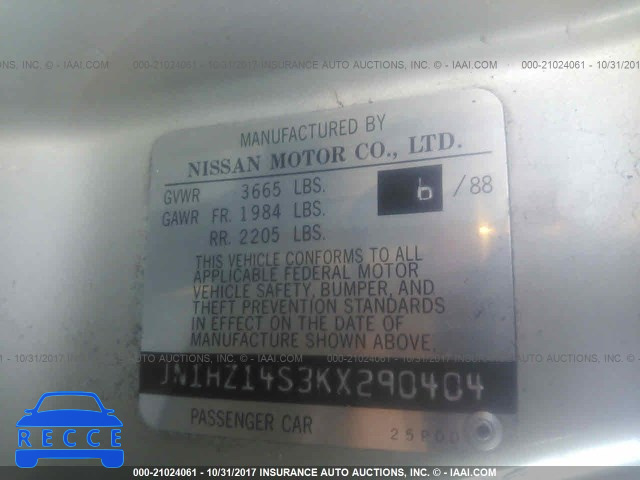 000-21024061 - 10/31/2017 INSURANCE AUTO AUCTIONS, INC. © - IAAI.COM
MANUFACTURED BY
NISSAN MOTOR CO., LTD.
GVWR 3665 LBS. 6 / 88
GAWR FR. 1984 LBS.
RR. 2205 LBS.
THIS VEHICLE CONFORMS TO ALL
APPLICABLE FEDERAL MOTOR
VEHICLE SAFETY, BUMPER, AND
THEFT PREVENTION STANDARDS
IN EFFECT ON THE DATE OF
MANUFACTURE SHOWN ABOVE.
JN1HZ14S3KX290404
PASSENGER CAR
RECCE
000-21024061 - 10/31/2017 INSURANCE AUTO AUCTIONS, INC. © - IAAI.COM